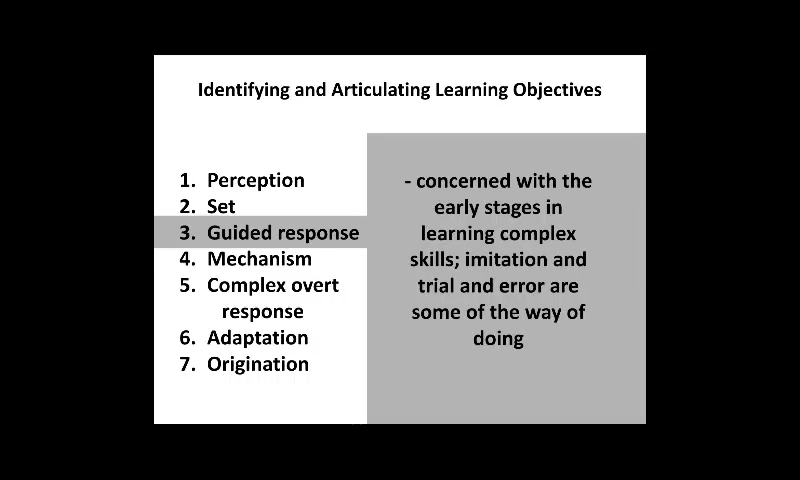 Identifying and Articulating Learning Objectives
1. Perception
2. Set
3. Guided response
4. Mechanism
5. Complex overt
response
6. Adaptation
7. Origination
- concerned with the
early stages in
learning complex
skills; imitation and
trial and error are
some of the way of
doing